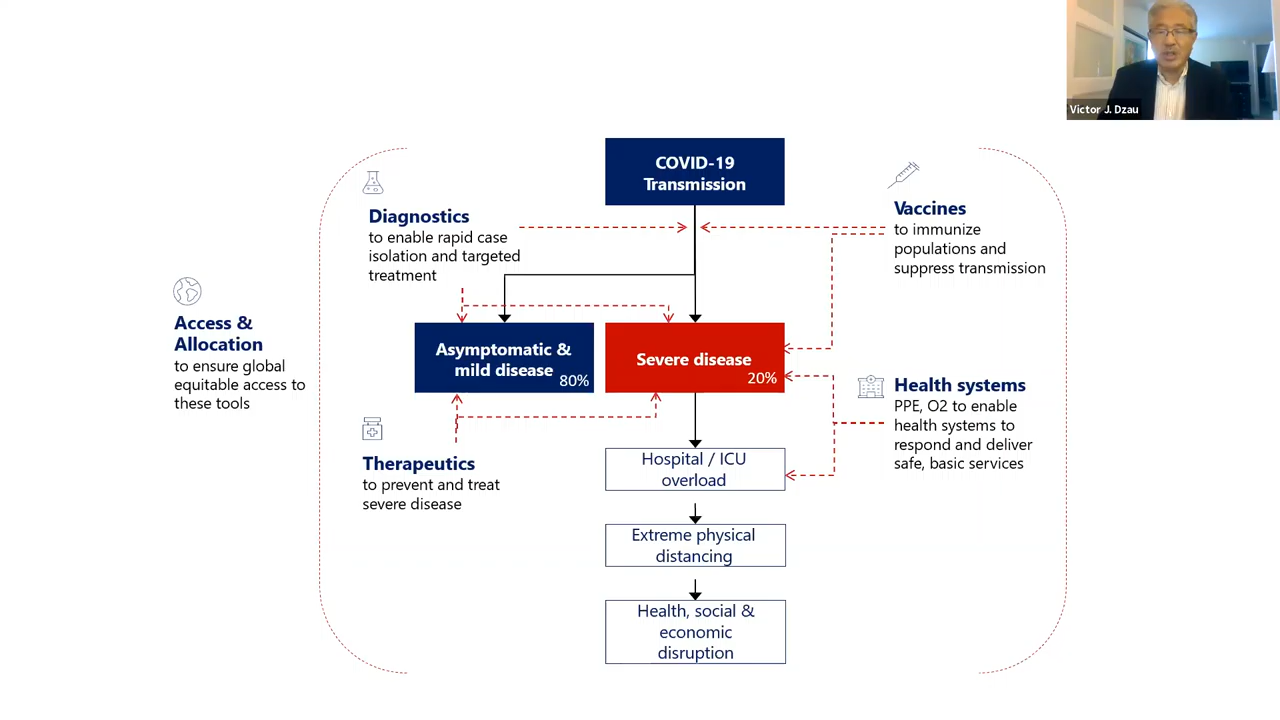 Victor J. Dzau
COVID-19
Transmission
Diagnostics
to enable rapid case
isolation and targeted
treatment
Vaccines
to immunize
populations and
suppress transmission
Access &
Allocation
to ensure global
equitable access to
these tools
Asymptomatic &
mild disease
80%
Severe disease
20%
Health systems
PPE, O2 to enable
health systems to
respond and deliver
safe, basic services
Therapeutics
to prevent and treat
severe disease
Hospital / ICU
overload
Extreme physical
distancing
Health, social &
economic
disruption